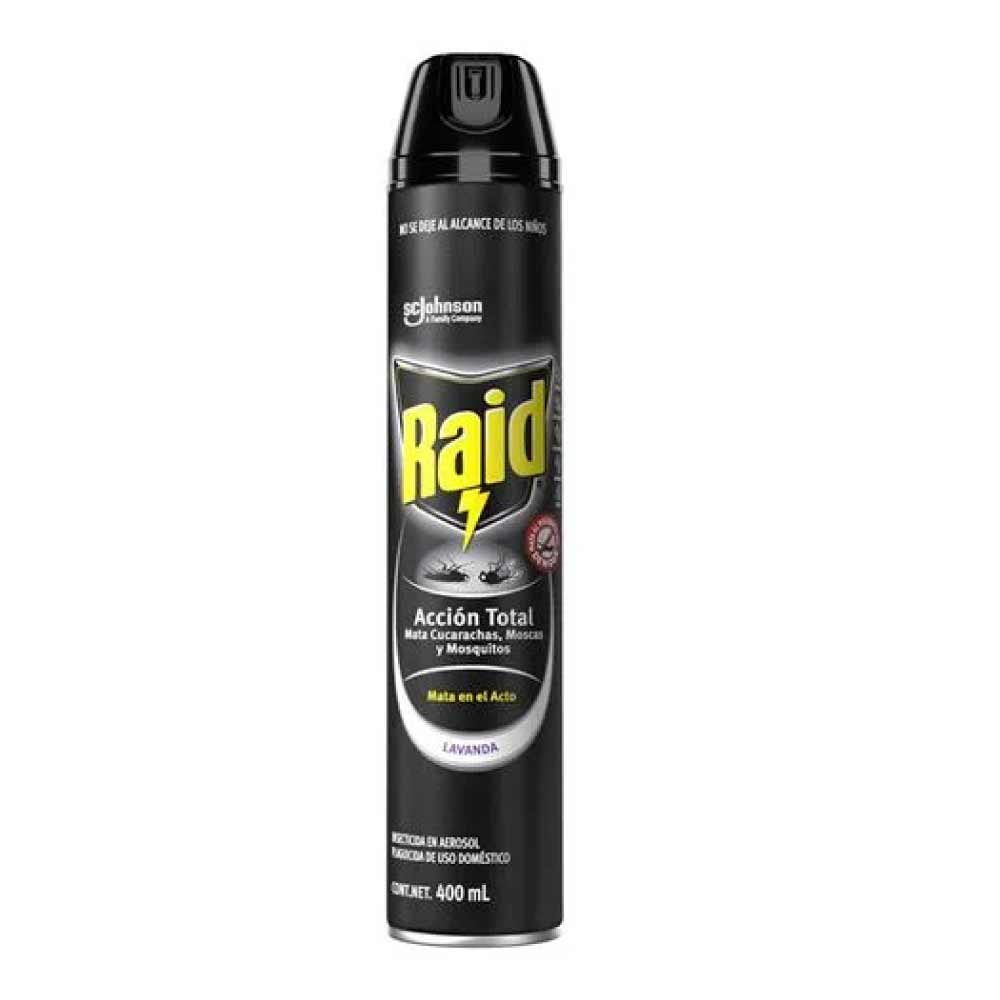 NO SE DEJE AL ALCANCE DE LOS NIÑOS
scJohnson
A Family Company
Raid
Acción Total
Mata Cucarachas, Moscas
y Mosquitos
Mata en el Acto
LAVANDA
INSECTICIDA EN AEROSOL
PLAGUICIDA DE USO DOMÉSTICO
CONT.NET. 400 mL